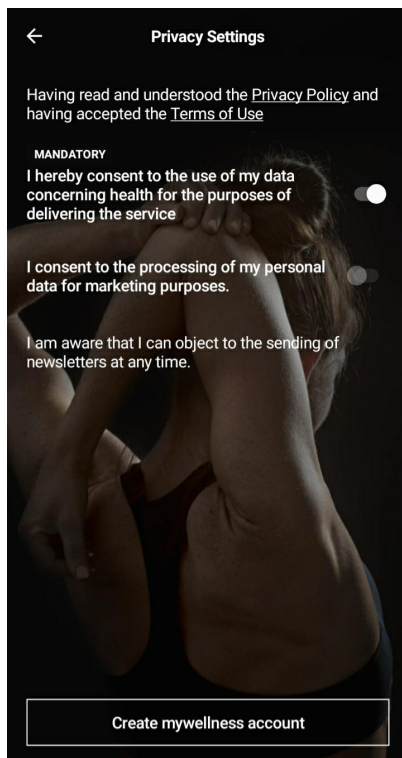 Privacy Settings
Having read and understood the Privacy Policy and
having accepted the Terms of Use
MANDATORY
I hereby consent to the use of my data
concerning health for the purposes of
delivering the service
I consent to the processing of my personal
data for marketing purposes.
I am aware that I can object to the sending of
newsletters at any time.
Create mywellness account